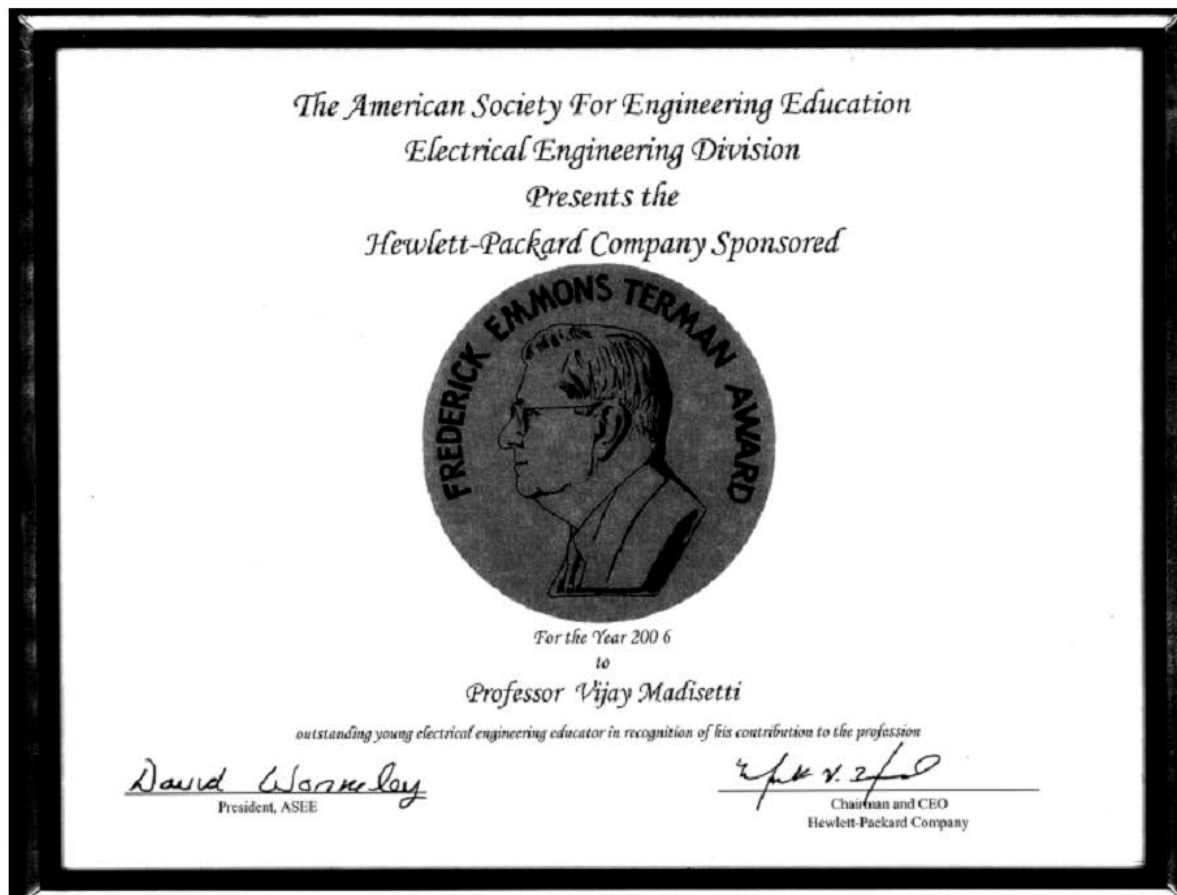 The American Society For Engineering Education
Electrical Engineering Division
Presents the
Hewlett-Packard Company Sponsored
FREDERICK EMMONS TERMAN AWARD
For the Year 200 6
to
Professor Vijay Madisetti
outstanding young electrical engineering educator in recognition of his contribution to the profession
David
President, ASEE
Chairman and CEO
Hewlett-Packard Company